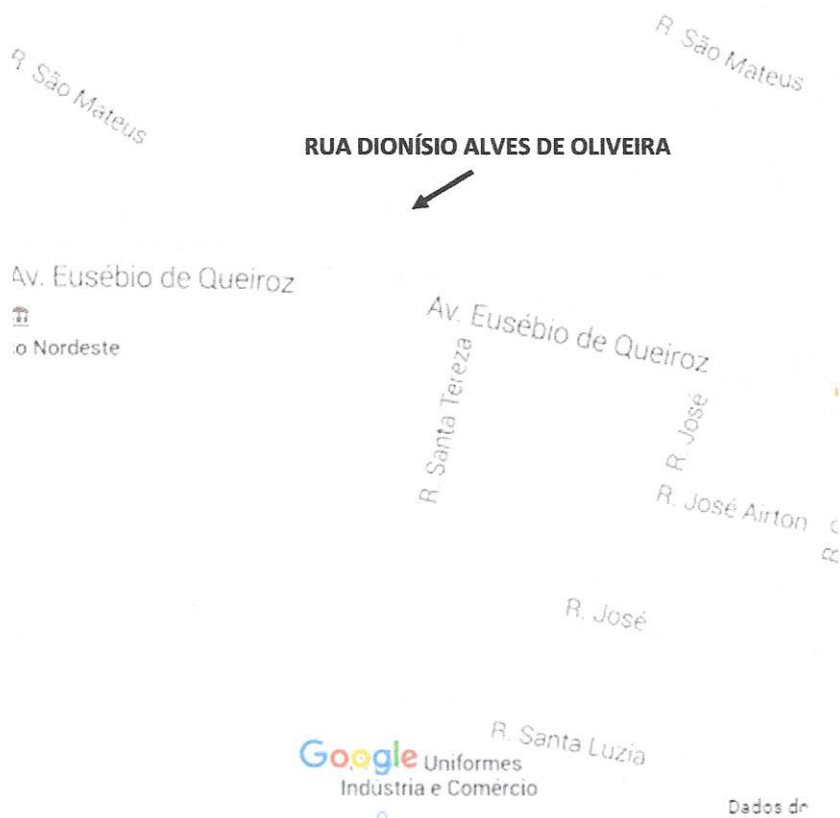 R. São Mateus
R. São Mateus
RUA DIONÍSIO ALVES DE OLIVEIRA
Av. Eusébio de Queiroz
Av. Eusébio de Queiroz
o Nordeste
R. Santa Tereza
R. José
R. José Airton
R. José
R. Santa Luzia
Google
Uniformes
Indústria e Comércio
Dados